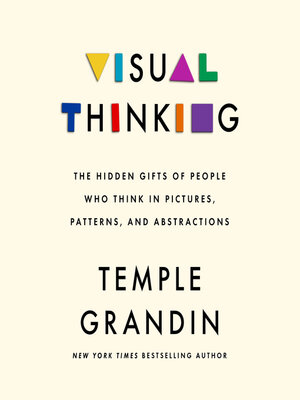 VISUAL
THINKING
THE HIDDEN GIFTS OF PEOPLE
WHO THINK IN PICTURES,
PATTERNS, AND ABSTRACTIONS
TEMPLE
GRANDIN
NEW YORK TIMES BESTSELLING AUTHOR